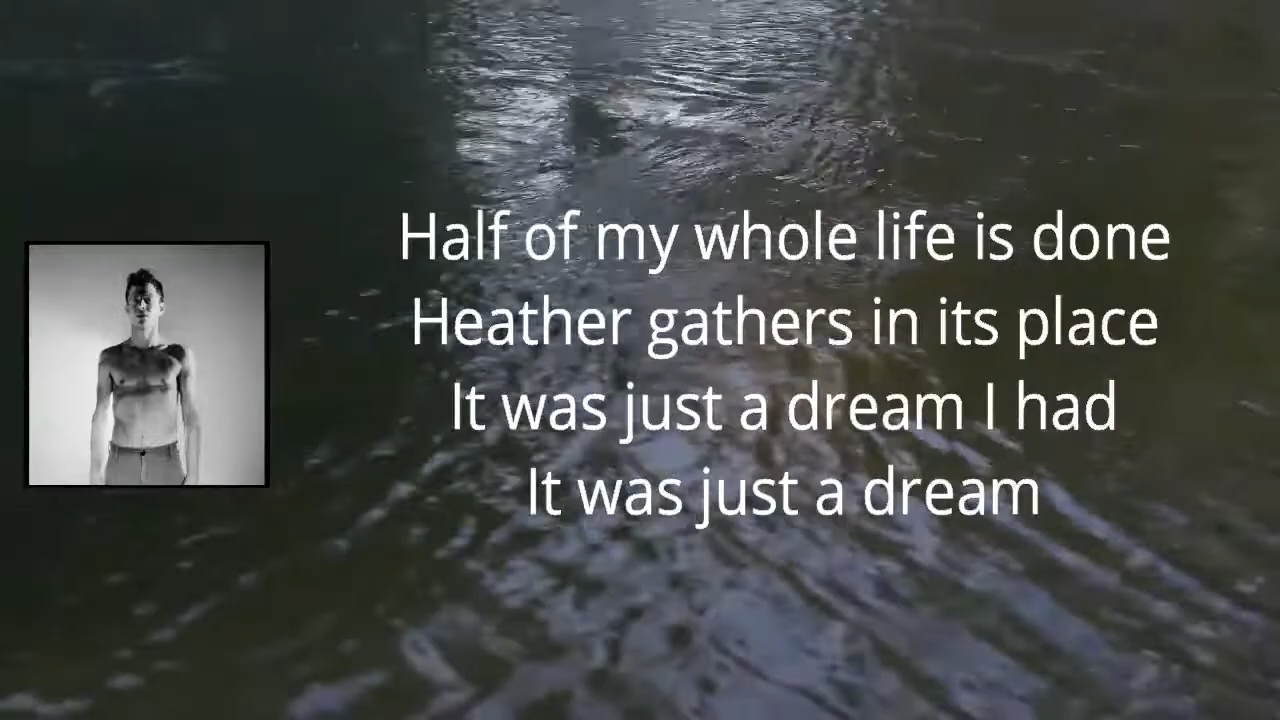 Half of my whole life is done
Heather gathers in its place
It was just a dream I had
It was just a dream